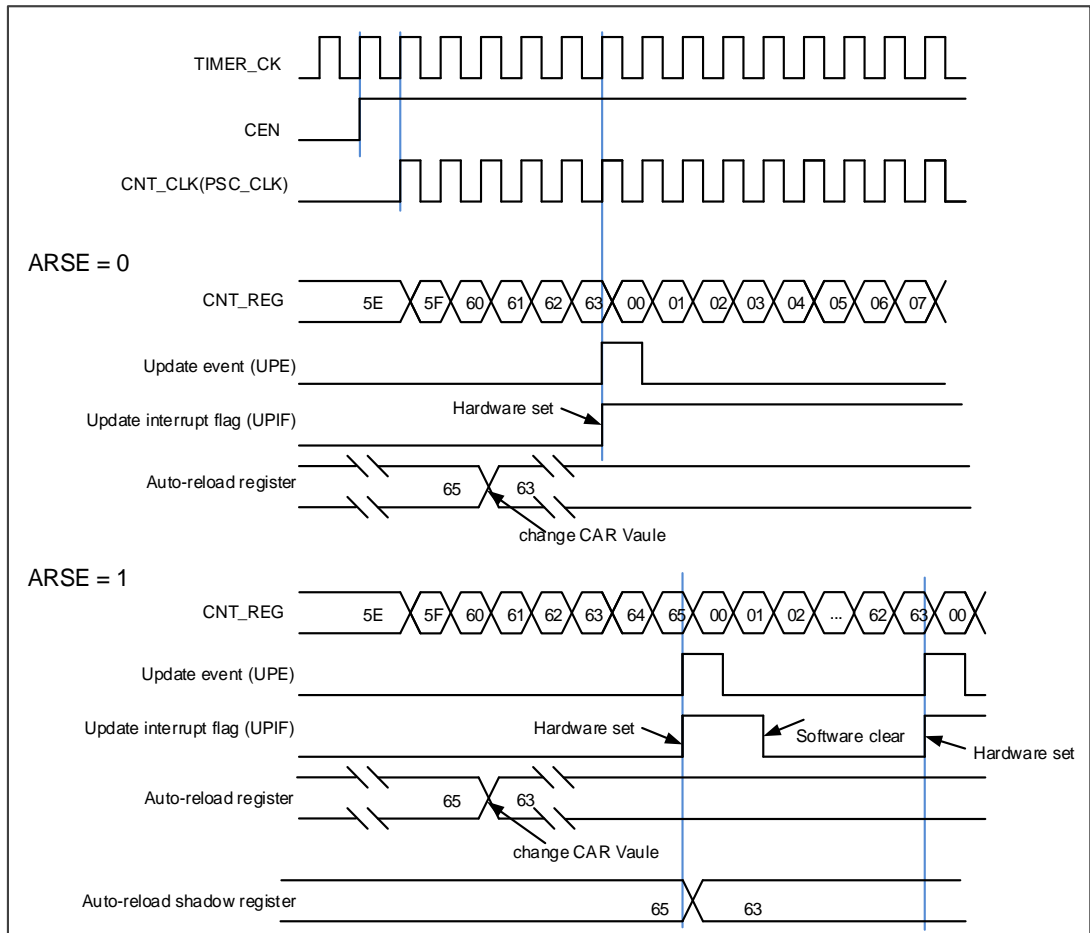 TIMER_CK
CEN
CNT_CLK(PSC_CLK)
ARSE = 0
CNT_REG 5E 5F 60 61 62 63 00 01 02 03 04 05 06 07
Update event (UPE)
Hardware set
Update interrupt flag (UPIF)
Auto-reload register 65 63
change CAR Vaule
ARSE = 1
CNT_REG 5E 5F 60 61 62 63 64 65 00 01 02 ... 62 63 00
Update event (UPE)
Update interrupt flag (UPIF) Hardware set Software clear
Hardware set
Auto-reload register 65 63
change CAR Vaule
Auto-reload shadow register 65 63